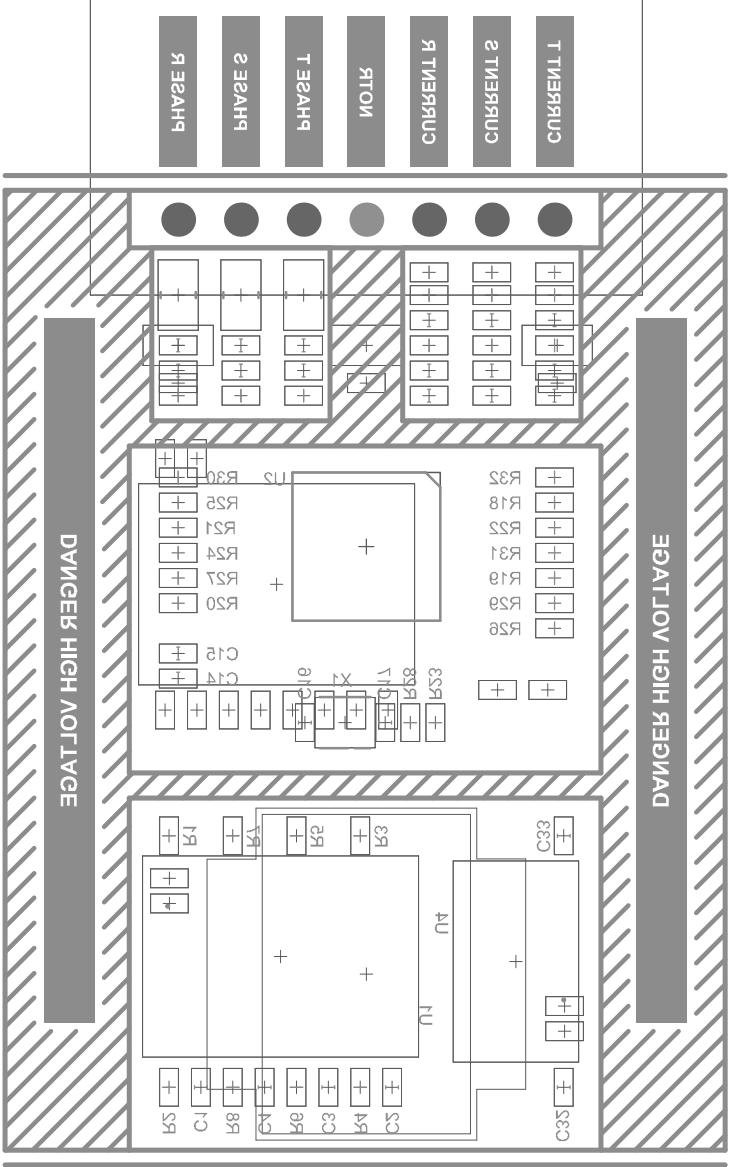 PHASE R
PHASE S
PHASE T
NOTR
CURRENT R
CURRENT S
CURRENT T
DANGER HIGH VOLTAGE
DANGER HIGH VOLTAGE
R30
U2
R32
R25
R18
R21
R22
R24
R31
R27
R19
R20
R29
R26
C15
C14
C16
X1
C17
R28
R23
R1
R7
R5
R3
C33
U4
U1
R2
C1
R8
C4
R6
C3
R4
C2
C32